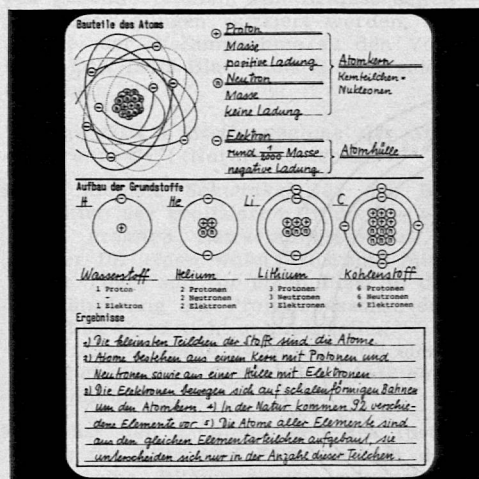 Bauteile des Atoms
⊕ Proton
Masse
positive Ladung
ⓝ Neutron
Masse
keine Ladung
Atomkern
Kernteilchen -
Nukleonen
⊖ Elektron
rund 1/2000 Masse
negative Ladung
Atomhülle
Aufbau der Grundstoffe
H He Li C
Wasserstoff Helium Lithium Kohlenstoff
1 Proton 2 Protonen 3 Protonen 6 Protonen
- 2 Neutronen 3 Neutronen 6 Neutronen
1 Elektron 2 Elektronen 3 Elektronen 6 Elektronen
Ergebnisse
1) Die kleinsten Teilchen der Stoffe sind die Atome
2) Atome bestehen aus einem Kern mit Protonen und
Neutronen sowie aus einer Hülle mit Elektronen
3) Die Elektronen bewegen sich auf schalenförmigen Bahnen
um den Atomkern. 4) In der Natur kommen 92 verschie-
dene Elemente vor 5) Die Atome aller Elemente sind
aus den gleichen Elementarteilchen aufgebaut, sie
unterscheiden sich nur in der Anzahl dieser Teilchen.